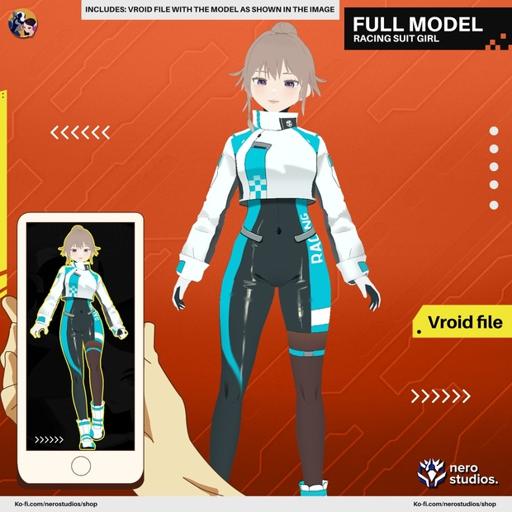 INCLUDES: VROID FILE WITH THE MODEL AS SHOWN IN THE IMAGE
FULL MODEL
RACING SUIT GIRL
RACING
Vroid file
nero
studios.
Ko-fi.com/nerostudios/shop
Ko-fi.com/nerostudios/shop